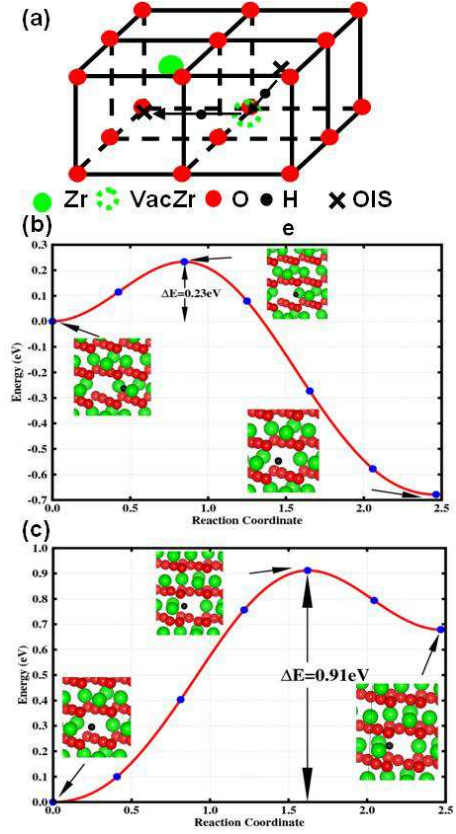 (a)
Zr VacZr O H OIS
(b)
e
0.3
0.2
0.1
0.0
-0.1
-0.2
-0.3
-0.4
-0.5
-0.6
-0.7
Energy (eV)
ΔE=0.23eV
0.0 0.5 1.0 1.5 2.0 2.5
Reaction Coordinate
(c)
1.0
0.9
0.8
0.7
0.6
0.5
0.4
0.3
0.2
0.1
0.0
Energy (eV)
ΔE=0.91eV
0.0 0.5 1.0 1.5 2.0 2.5
Reaction Coordinate